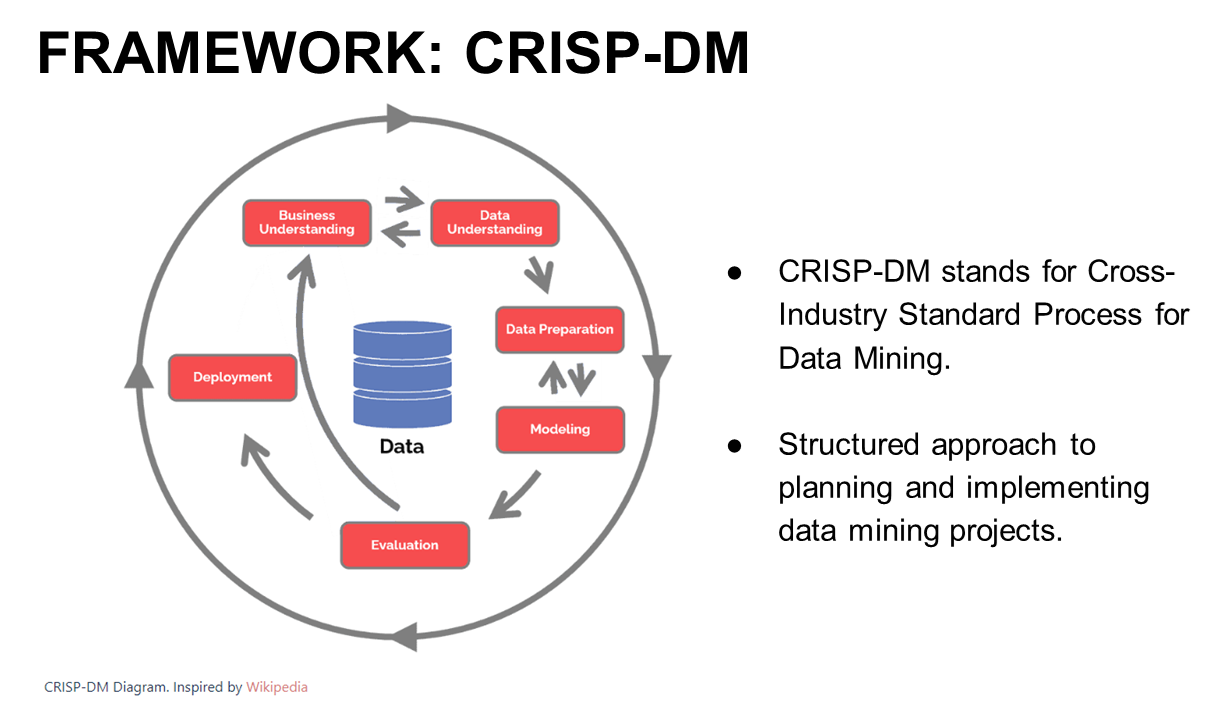 FRAMEWORK: CRISP-DM
Business
Understanding
Data
Understanding
Data Preparation
Modeling
Evaluation
Deployment
Data
● CRISP-DM stands for Cross-
Industry Standard Process for
Data Mining.
● Structured approach to
planning and implementing
data mining projects.
CRISP-DM Diagram. Inspired by Wikipedia